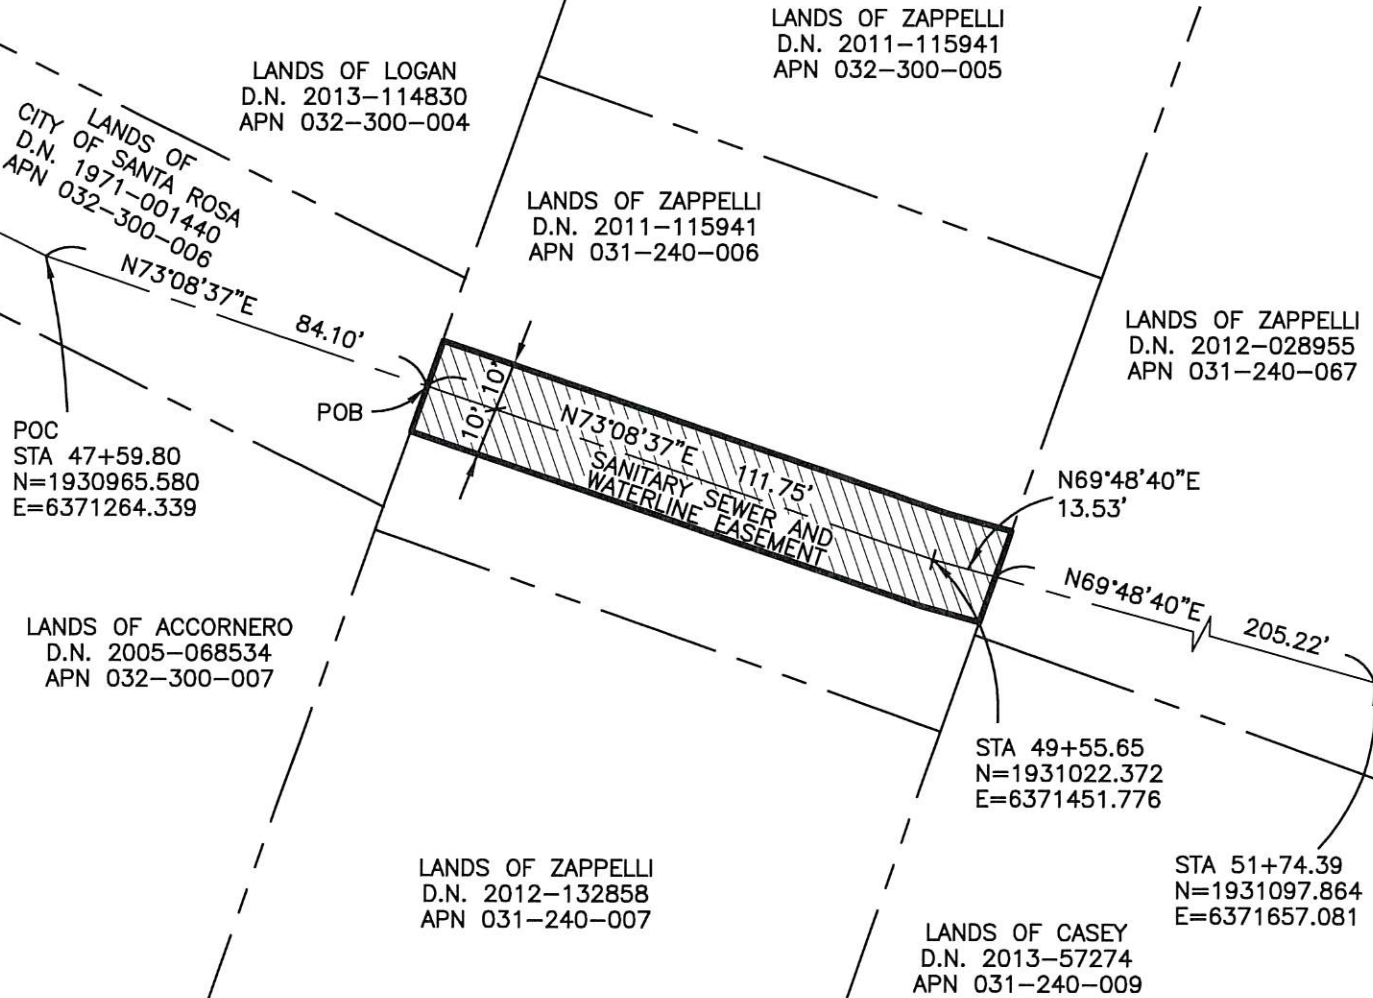 LANDS OF ZAPPELLI
D.N. 2011-115941
APN 032-300-005
LANDS OF LOGAN
D.N. 2013-114830
APN 032-300-004
LANDS OF
CITY OF SANTA ROSA
D.N. 1971-001440
APN 032-300-006
LANDS OF ZAPPELLI
D.N. 2011-115941
APN 031-240-006
N73°08'37"E 84.10'
LANDS OF ZAPPELLI
D.N. 2012-028955
APN 031-240-067
POB
10'
10'
N73°08'37"E 111.75'
SANITARY SEWER AND
WATERLINE EASEMENT
POC
STA 47+59.80
N=1930965.580
E=6371264.339
N69°48'40"E
13.53'
N69°48'40"E 205.22'
LANDS OF ACCORNERO
D.N. 2005-068534
APN 032-300-007
STA 49+55.65
N=1931022.372
E=6371451.776
STA 51+74.39
N=1931097.864
E=6371657.081
LANDS OF ZAPPELLI
D.N. 2012-132858
APN 031-240-007
LANDS OF CASEY
D.N. 2013-57274
APN 031-240-009